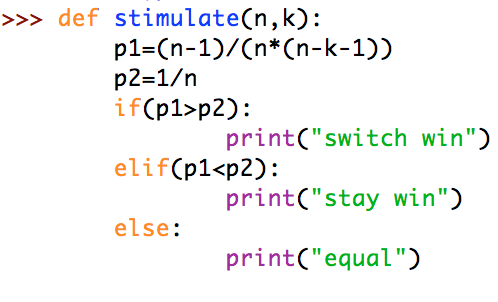 >>> def stimulate(n,k):
        p1=(n-1)/(n*(n-k-1))
        p2=1/n
        if(p1>p2):
                print("switch win")
        elif(p1<p2):
                print("stay win")
        else:
                print("equal")